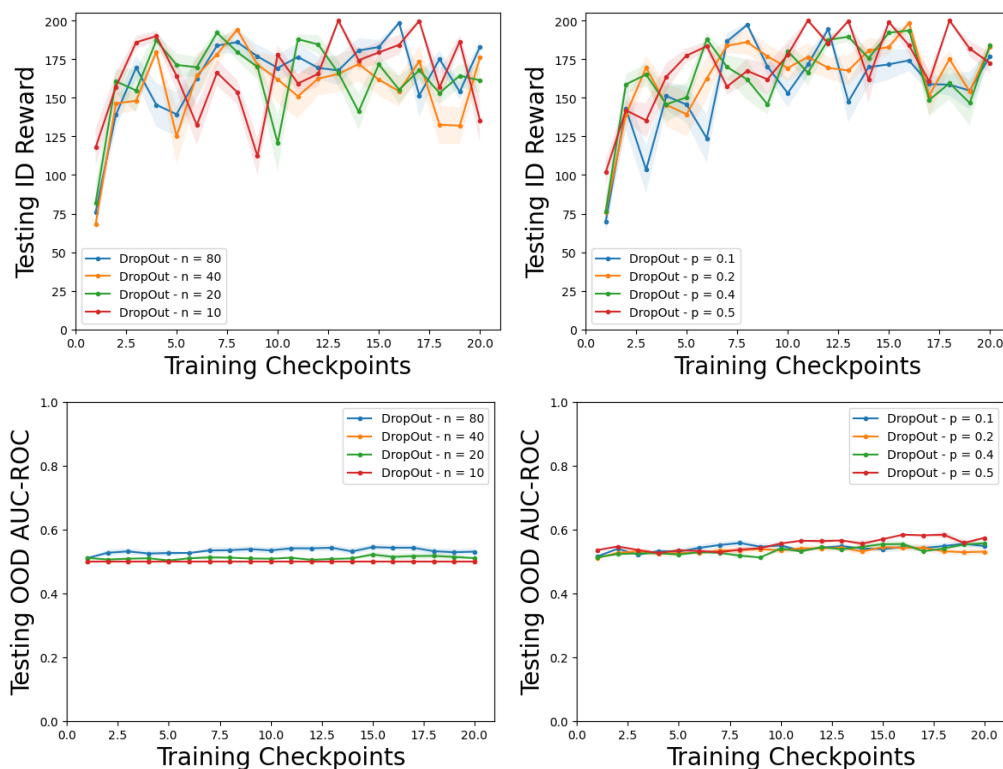 Testing ID Reward
200
175
150
125
100
75
50
25
0
DropOut - n = 80
DropOut - n = 40
DropOut - n = 20
DropOut - n = 10
0.0 2.5 5.0 7.5 10.0 12.5 15.0 17.5 20.0
Training Checkpoints
Testing ID Reward
200
175
150
125
100
75
50
25
0
DropOut - p = 0.1
DropOut - p = 0.2
DropOut - p = 0.4
DropOut - p = 0.5
0.0 2.5 5.0 7.5 10.0 12.5 15.0 17.5 20.0
Training Checkpoints
Testing OOD AUC-ROC
1.0
0.8
0.6
0.4
0.2
0.0
DropOut - n = 80
DropOut - n = 40
DropOut - n = 20
DropOut - n = 10
0.0 2.5 5.0 7.5 10.0 12.5 15.0 17.5 20.0
Training Checkpoints
Testing OOD AUC-ROC
1.0
0.8
0.6
0.4
0.2
0.0
DropOut - p = 0.1
DropOut - p = 0.2
DropOut - p = 0.4
DropOut - p = 0.5
0.0 2.5 5.0 7.5 10.0 12.5 15.0 17.5 20.0
Training Checkpoints